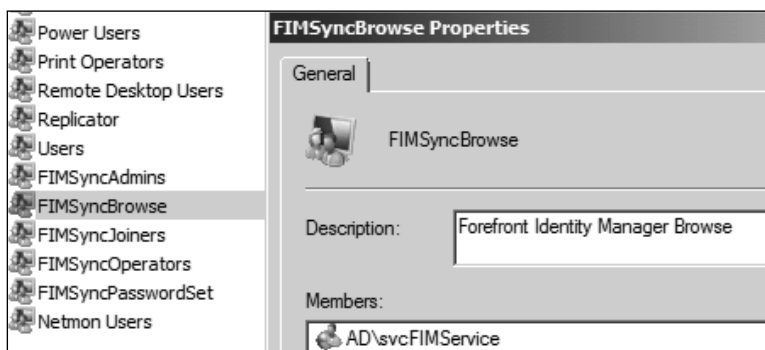 Power Users
Print Operators
Remote Desktop Users
Replicator
Users
FIMSyncAdmins
FIMSyncBrowse
FIMSyncJoiners
FIMSyncOperators
FIMSyncPasswordSet
Netmon Users
FIMSyncBrowse Properties
General
FIMSyncBrowse
Description:
Forefront Identity Manager Browse
Members:
AD\svcFIMService